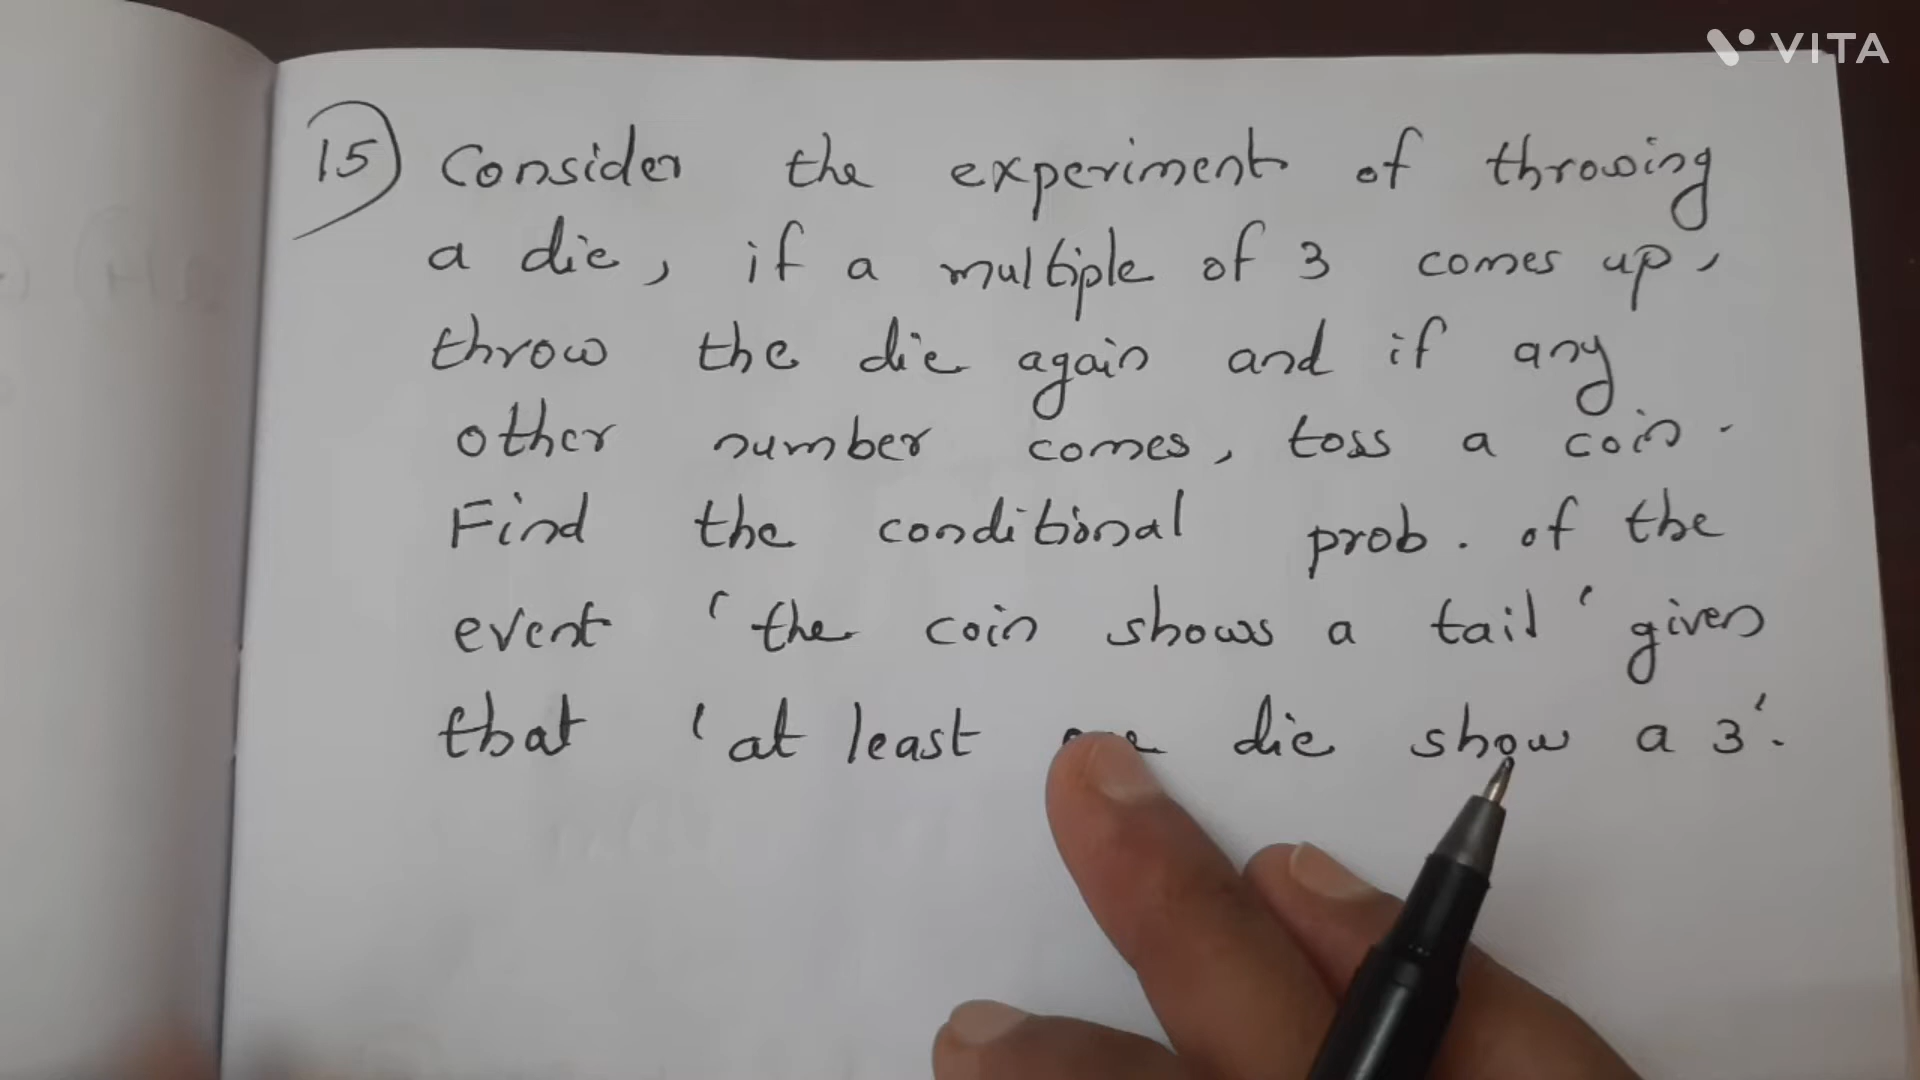 VITA
15) Consider the experiment of throwing
a die, if a multiple of 3 comes up,
throw the die again and if any
other number comes, toss a coin.
Find the conditional prob. of the
event 'the coin shows a tail' given
that 'at least one die show a 3'.